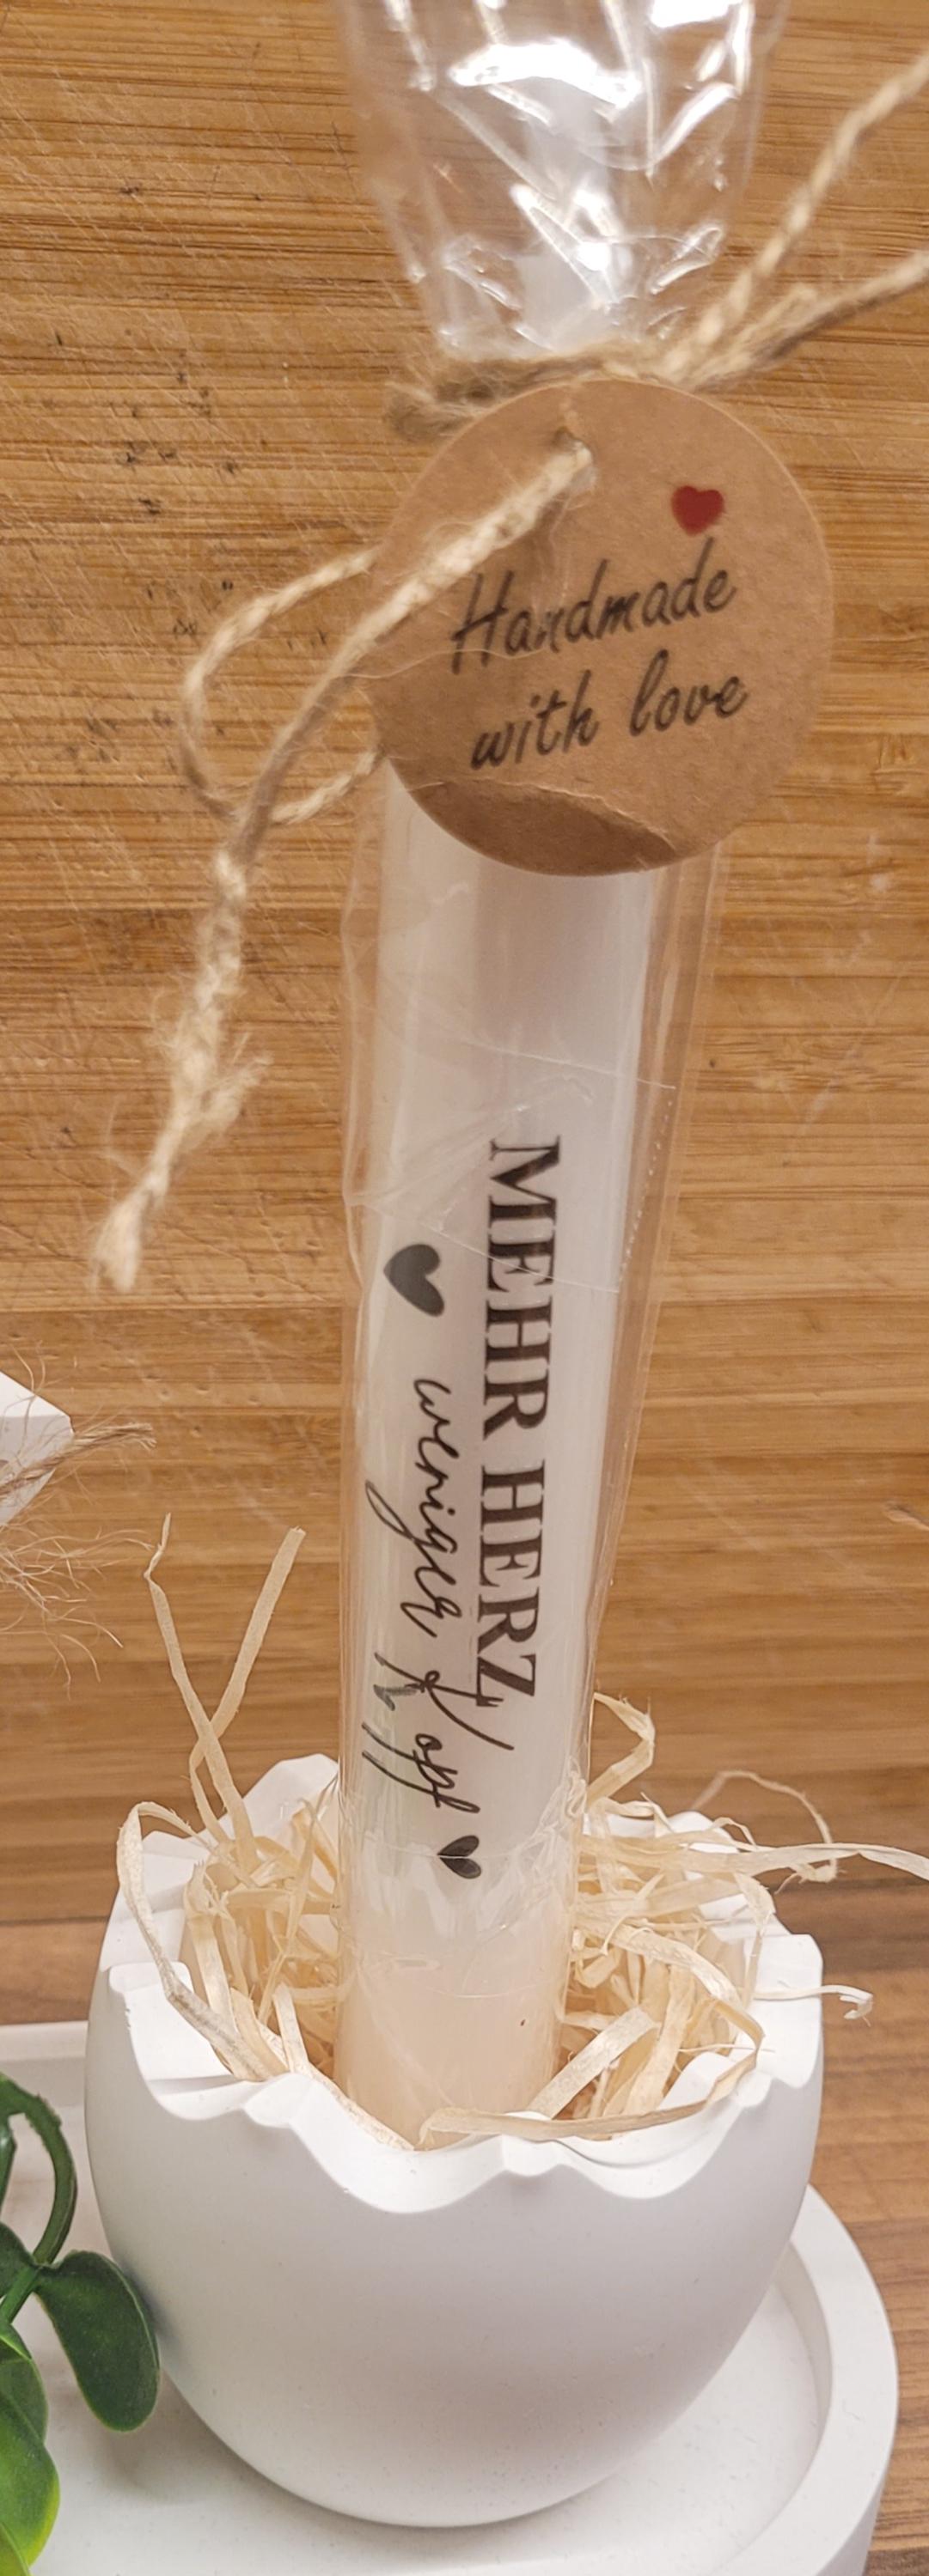 Handmade
with love
MEHR HERZ
weniger Kopf